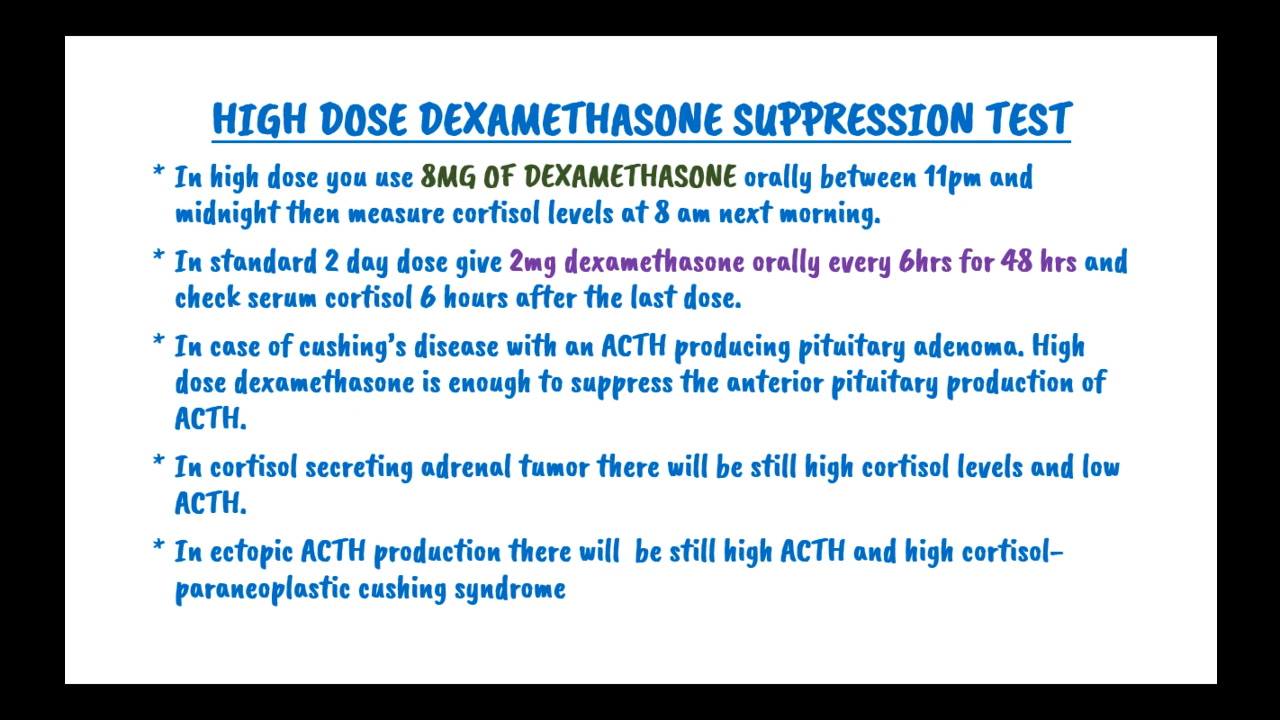 HIGH DOSE DEXAMETHASONE SUPPRESSION TEST
* In high dose you use 8MG OF DEXAMETHASONE orally between 11pm and
midnight then measure cortisol levels at 8 am next morning.
* In standard 2 day dose give 2mg dexamethasone orally every 6hrs for 48 hrs and
check serum cortisol 6 hours after the last dose.
* In case of cushing's disease with an ACTH producing pituitary adenoma. High
dose dexamethasone is enough to suppress the anterior pituitary production of
ACTH.
* In cortisol secreting adrenal tumor there will be still high cortisol levels and low
ACTH.
* In ectopic ACTH production there will  be still high ACTH and high cortisol-
paraneoplastic cushing syndrome